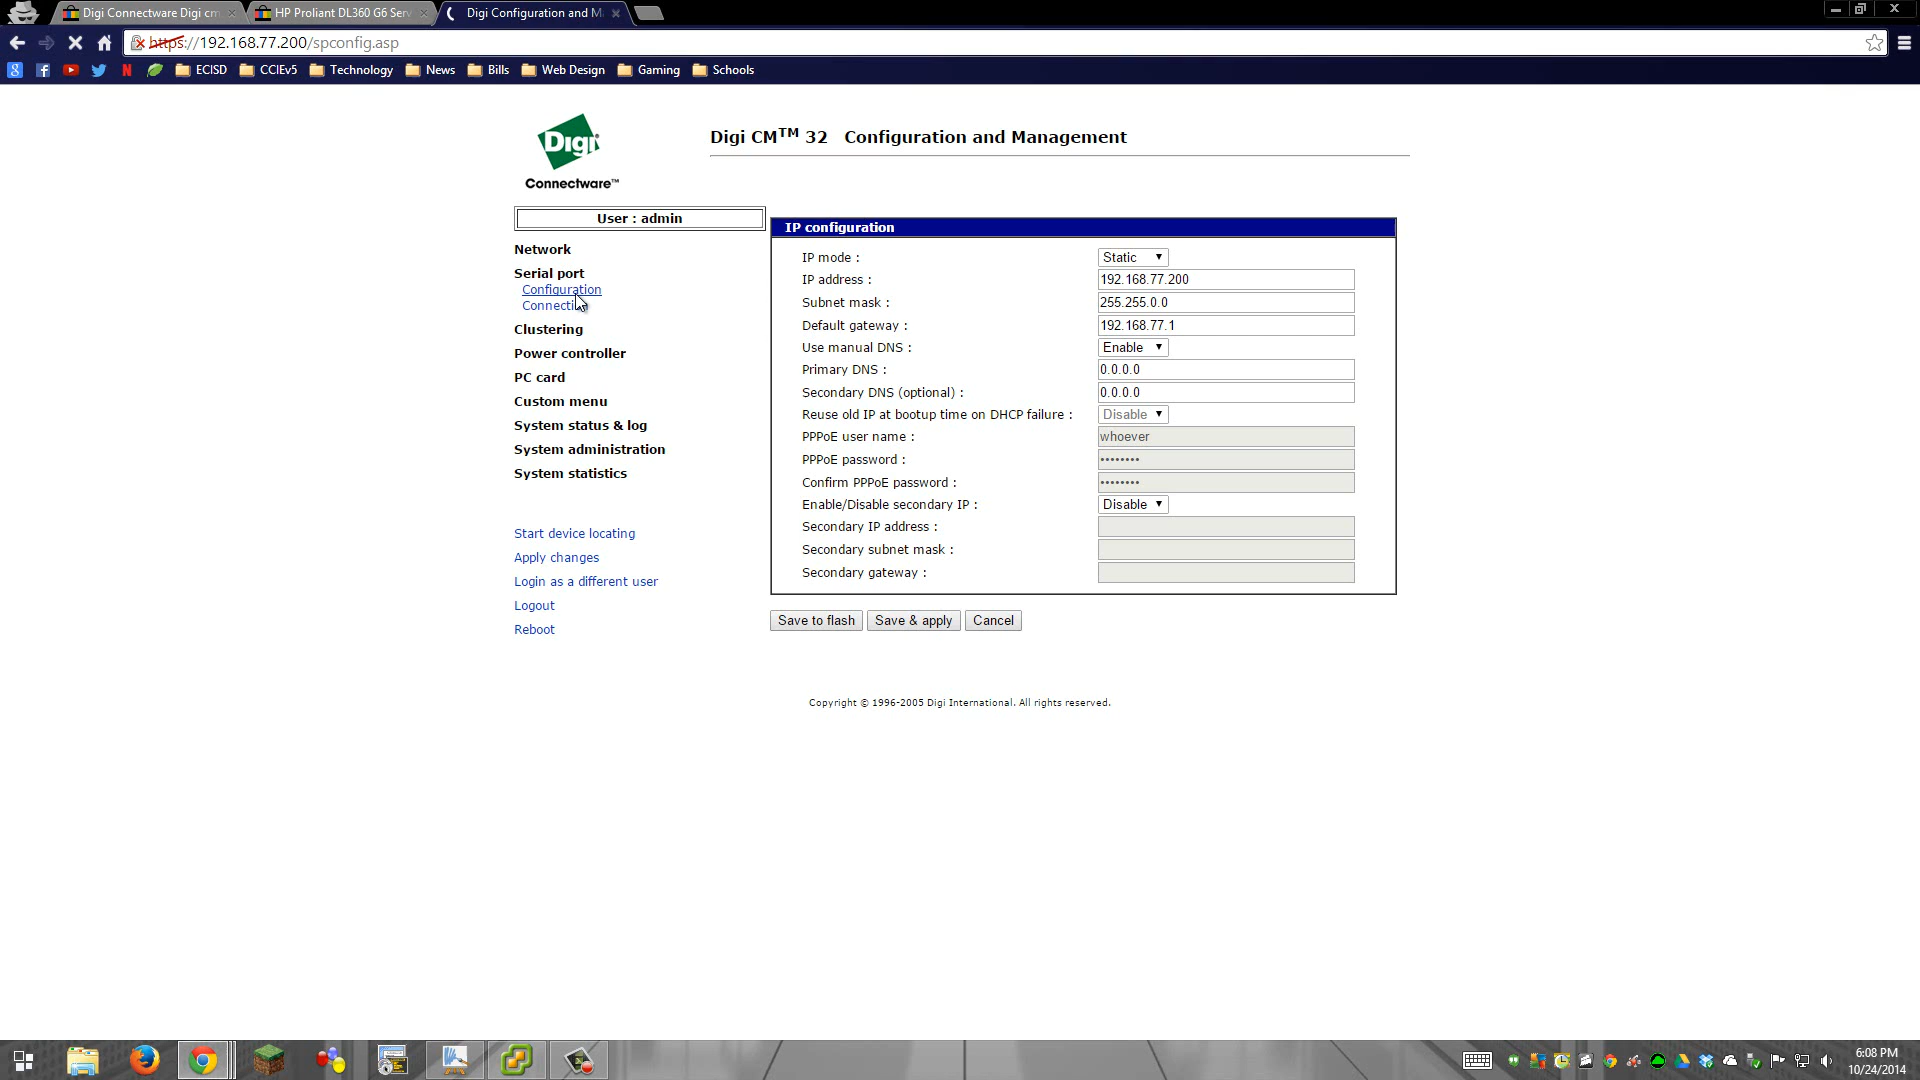 Digi Connectware Digi cm
HP Proliant DL360 G6 Serv
Digi Configuration and M
https://192.168.77.200/spconfig.asp
ECISD
CCIEv5
Technology
News
Bills
Web Design
Gaming
Schools
Digi
Connectware™
Digi CM™ 32 Configuration and Management
User : admin
Network
Serial port
Configuration
Connecti
Clustering
Power controller
PC card
Custom menu
System status & log
System administration
System statistics
Start device locating
Apply changes
Login as a different user
Logout
Reboot
IP configuration
IP mode : Static
IP address : 192.168.77.200
Subnet mask : 255.255.0.0
Default gateway : 192.168.77.1
Use manual DNS : Enable
Primary DNS : 0.0.0.0
Secondary DNS (optional) : 0.0.0.0
Reuse old IP at bootup time on DHCP failure : Disable
PPPoE user name : whoever
PPPoE password : ••••••••
Confirm PPPoE password : ••••••••
Enable/Disable secondary IP : Disable
Secondary IP address :
Secondary subnet mask :
Secondary gateway :
Save to flash
Save & apply
Cancel
Copyright © 1996-2005 Digi International. All rights reserved.
6:08 PM
10/24/2014